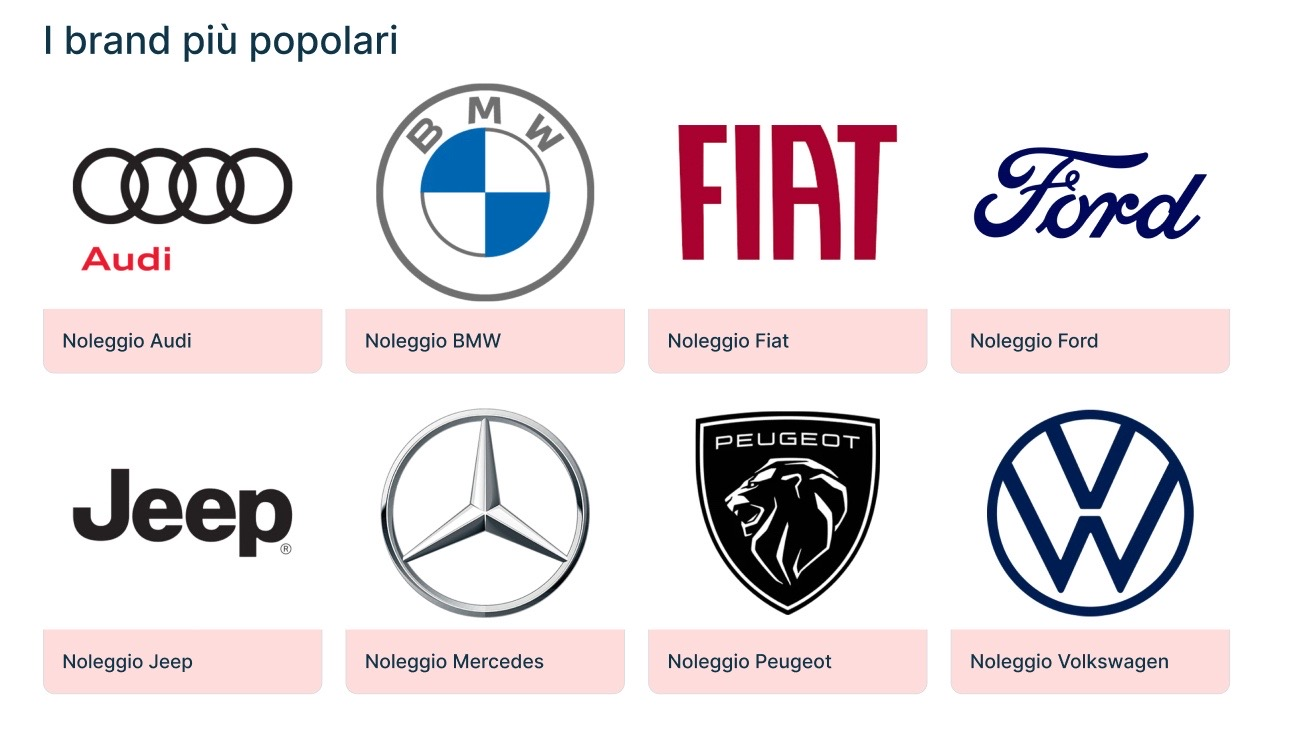 I brand più popolari
Audi
BMW
FIAT
Ford
Noleggio Audi
Noleggio BMW
Noleggio Fiat
Noleggio Ford
Jeep®
PEUGEOT
VW
Noleggio Jeep
Noleggio Mercedes
Noleggio Peugeot
Noleggio Volkswagen